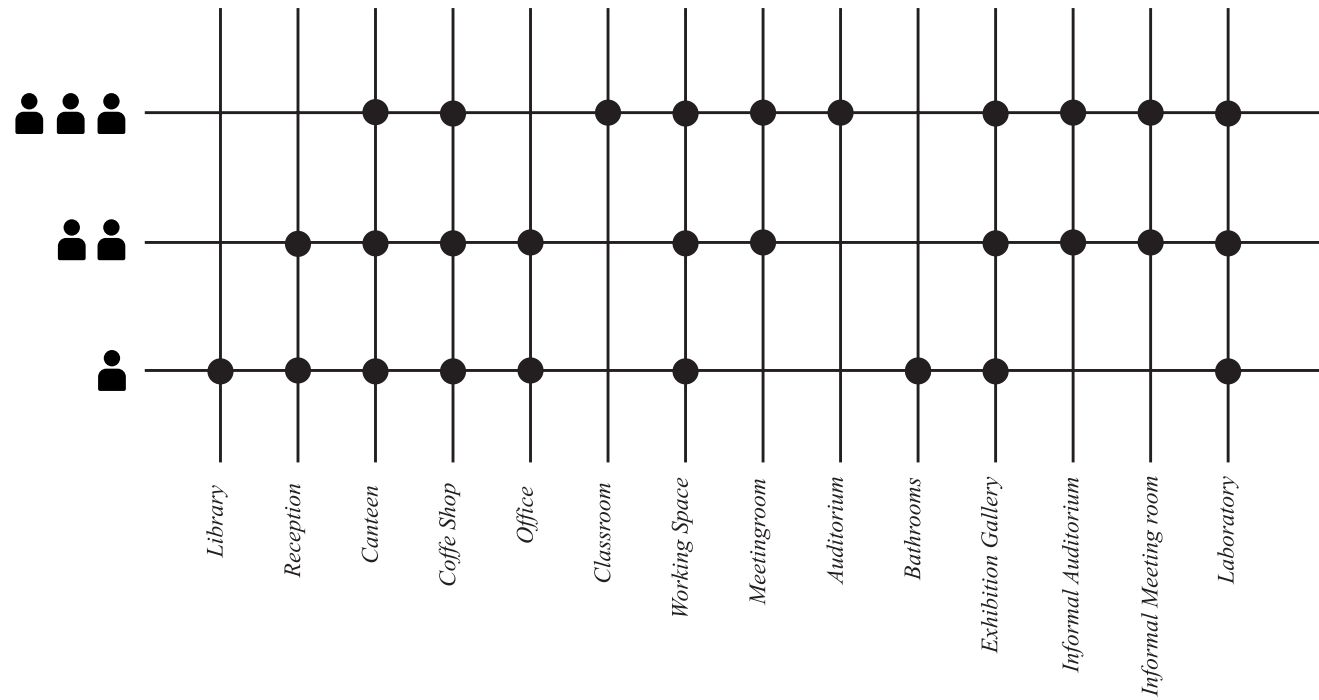 Library
Reception
Canteen
Coffe Shop
Office
Classroom
Working Space
Meetingroom
Auditorium
Bathrooms
Exhibition Gallery
Informal Auditorium
Informal Meeting room
Laboratory